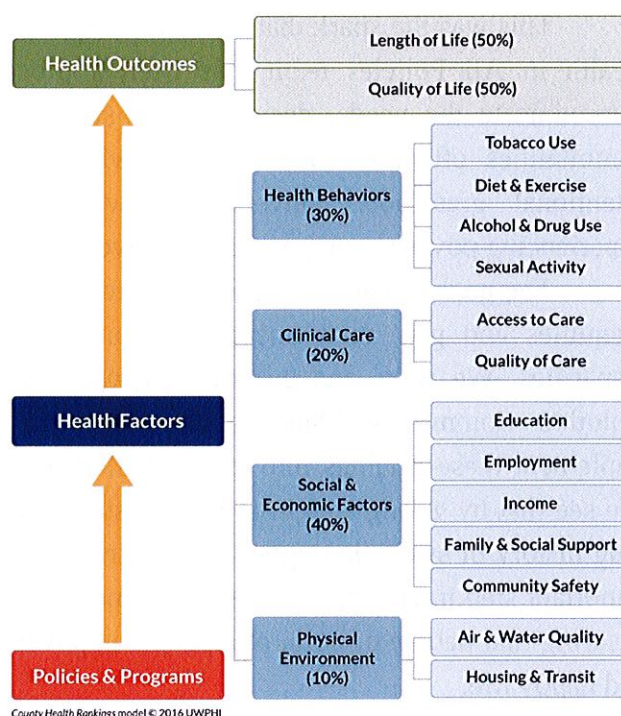 Health Outcomes
Length of Life (50%)
Quality of Life (50%)
Health Behaviors
(30%)
Tobacco Use
Diet & Exercise
Alcohol & Drug Use
Sexual Activity
Clinical Care
(20%)
Access to Care
Quality of Care
Health Factors
Social &
Economic Factors
(40%)
Education
Employment
Income
Family & Social Support
Community Safety
Physical
Environment
(10%)
Air & Water Quality
Housing & Transit
Policies & Programs
County Health Rankings model © 2016 UWPHI